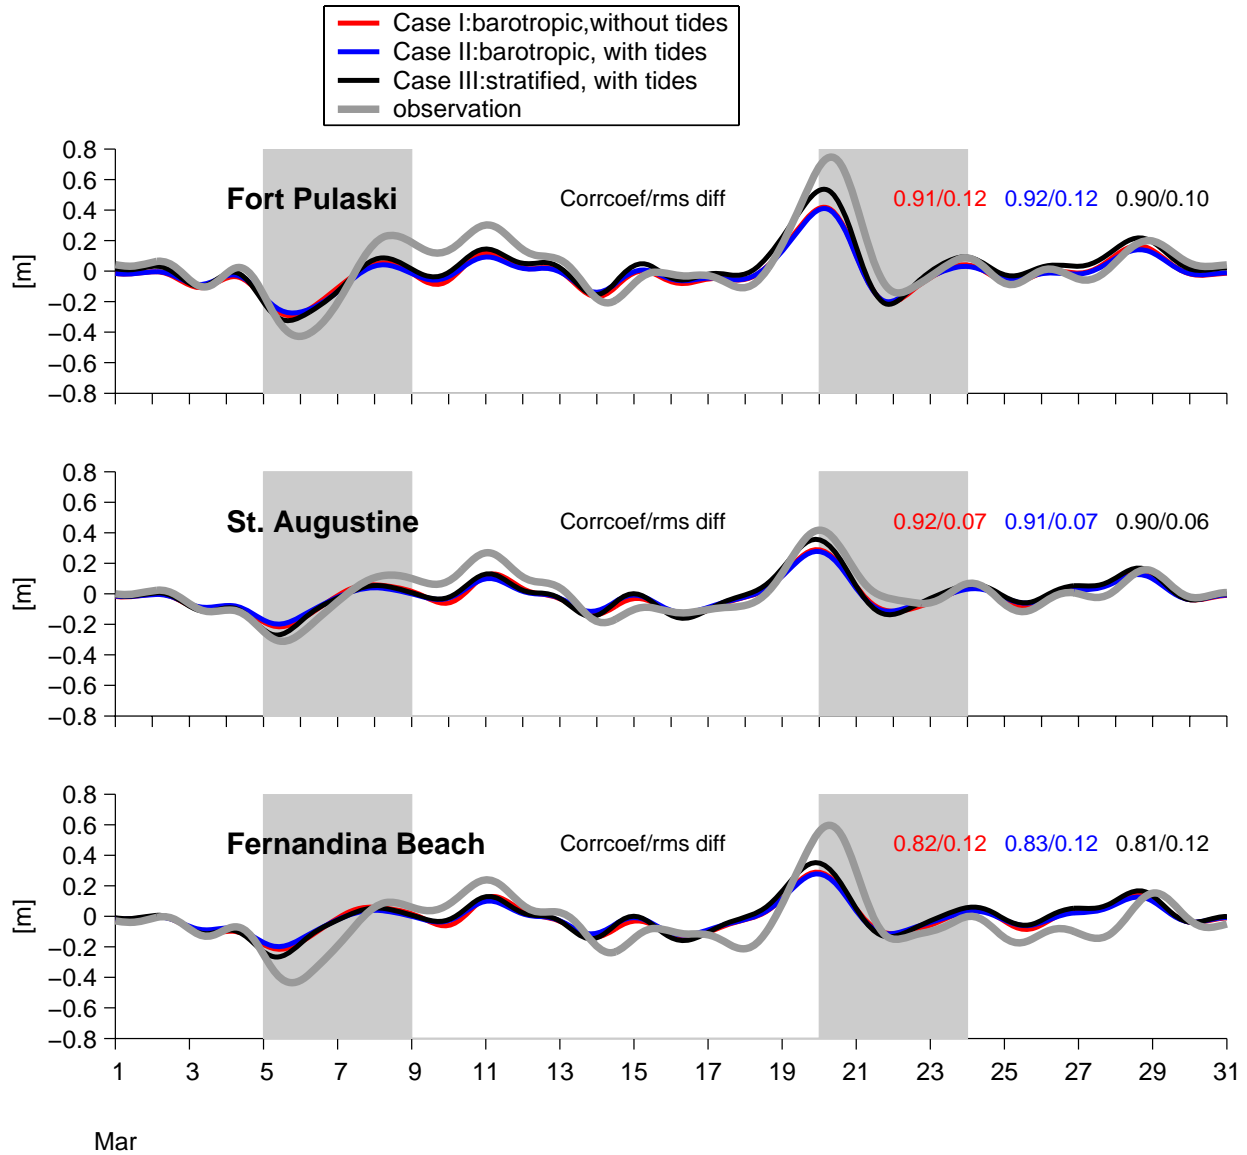 Case I:barotropic,without tides
Case II:barotropic, with tides
Case III:stratified, with tides
observation
0.8
0.6
0.4
0.2
0
−0.2
−0.4
−0.6
−0.8
[m]
Fort Pulaski
Corrcoef/rms diff
0.91/0.12 0.92/0.12 0.90/0.10
0.8
0.6
0.4
0.2
0
−0.2
−0.4
−0.6
−0.8
[m]
St. Augustine
Corrcoef/rms diff
0.92/0.07 0.91/0.07 0.90/0.06
0.8
0.6
0.4
0.2
0
−0.2
−0.4
−0.6
−0.8
[m]
Fernandina Beach
Corrcoef/rms diff
0.82/0.12 0.83/0.12 0.81/0.12
1 3 5 7 9 11 13 15 17 19 21 23 25 27 29 31
Mar